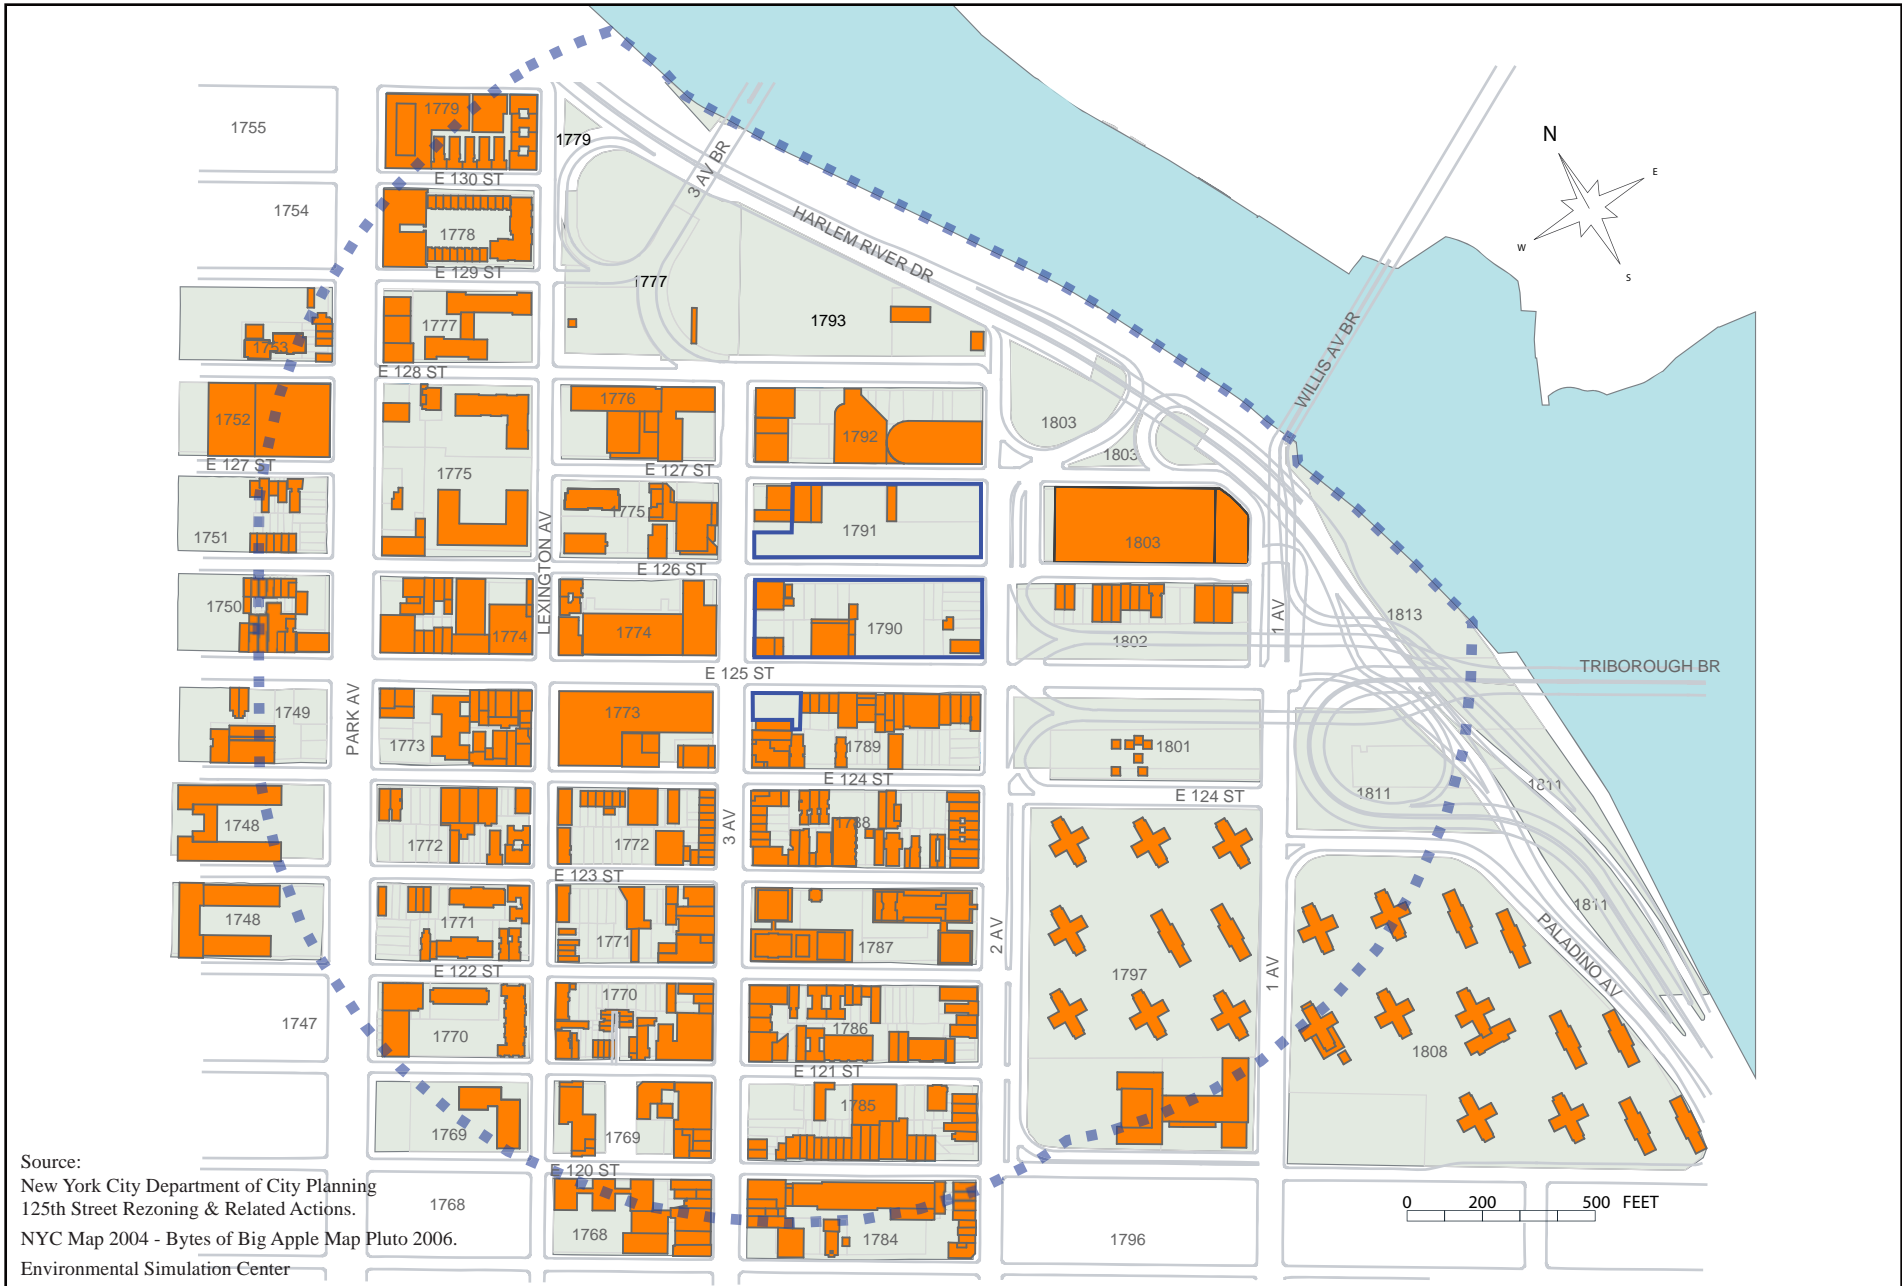 1755
1779
1779
N
E
W
S
E 130 ST
3 AV BR
1754
1778
HARLEM RIVER DR
E 129 ST
1777
1793
1777
1753
E 128 ST
WILLIS AV BR
1752
1776
1792
1803
1803
E 127 ST
E 127 ST
1775
1775
1751
1791
1803
LEXINGTON AV
E 126 ST
1750
1774
1774
1790
1802
1 AV
1813
E 125 ST
TRIBOROUGH BR
PARK AV
1749
1773
1773
1789
1801
E 124 ST
E 124 ST
1811
1811
1748
1772
1772
3 AV
1788
E 123 ST
1748
1771
1771
1787
2 AV
1811
PALADINO AV
E 122 ST
1797
1 AV
1747
1770
1770
1786
1808
E 121 ST
1769
1769
1785
E 120 ST
1768
1768
1784
1796
0 200 500 FEET
Source:
New York City Department of City Planning
125th Street Rezoning & Related Actions.
NYC Map 2004 - Bytes of Big Apple Map Pluto 2006.
Environmental Simulation Center